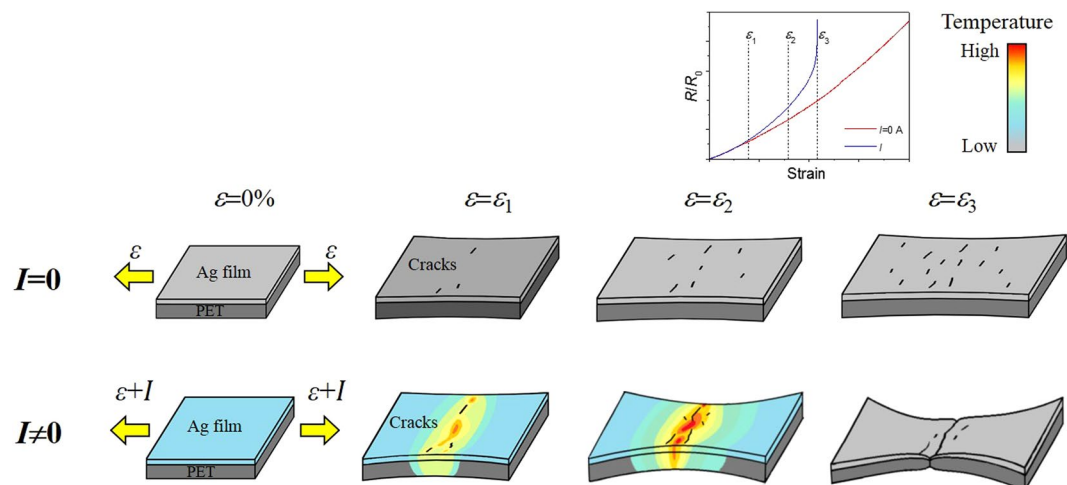 Temperature
High
Low
ε1
ε2
ε3
R/R0
I=0 A
I
Strain
ε=0%
ε=ε1
ε=ε2
ε=ε3
I=0
ε
ε
Ag film
PET
Cracks
I≠0
ε+I
ε+I
Ag film
PET
Cracks